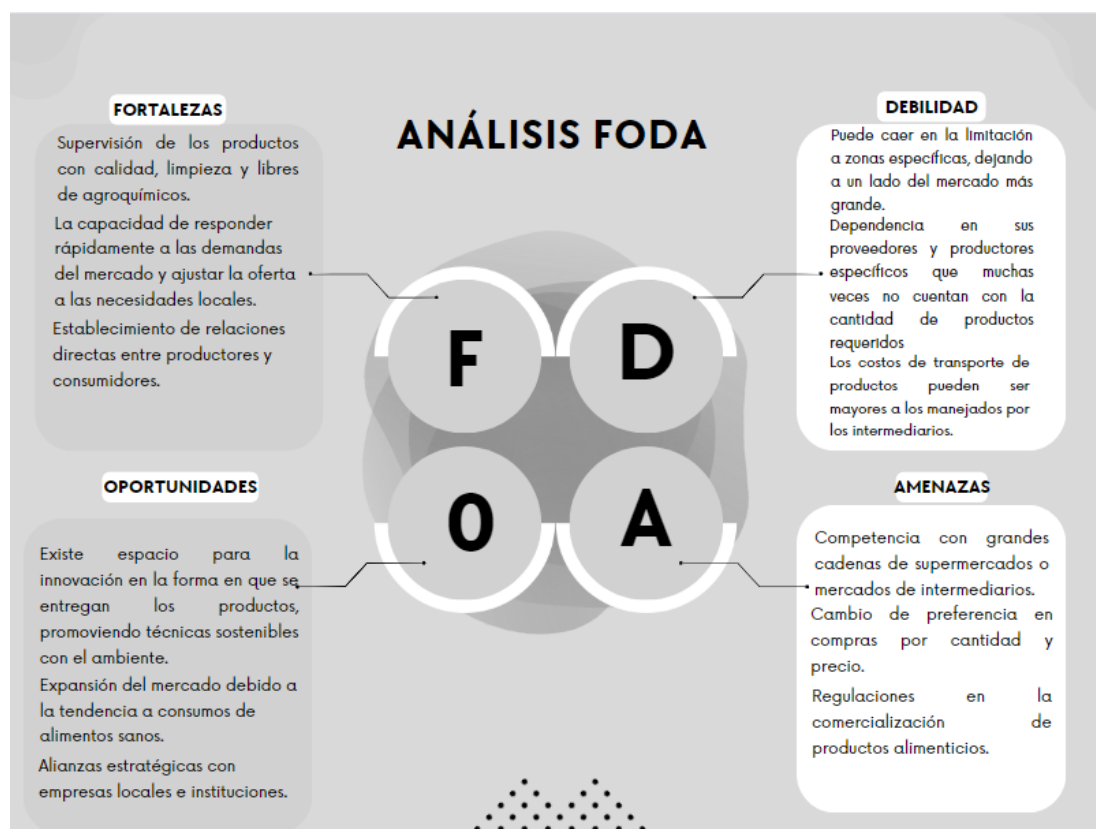 ANÁLISIS FODA
FORTALEZAS
Supervisión de los productos
con calidad, limpieza y libres
de agroquímicos.
La capacidad de responder
rápidamente a las demandas
del mercado y ajustar la oferta
a las necesidades locales.
Establecimiento de relaciones
directas entre productores y
consumidores.
DEBILIDAD
Puede caer en la limitación
a zonas específicas, dejando
a un lado del mercado más
grande.
Dependencia en sus
proveedores y productores
específicos que muchas
veces no cuentan con la
cantidad de productos
requeridos
Los costos de transporte de
productos pueden ser
mayores a los manejados por
los intermediarios.
F
D
O
A
OPORTUNIDADES
Existe espacio para la
innovación en la forma en que se
entregan los productos,
promoviendo técnicas sostenibles
con el ambiente.
Expansión del mercado debido a
la tendencia a consumos de
alimentos sanos.
Alianzas estratégicas con
empresas locales e instituciones.
AMENAZAS
Competencia con grandes
cadenas de supermercados o
mercados de intermediarios.
Cambio de preferencia en
compras por cantidad y
precio.
Regulaciones en la
comercialización de
productos alimenticios.